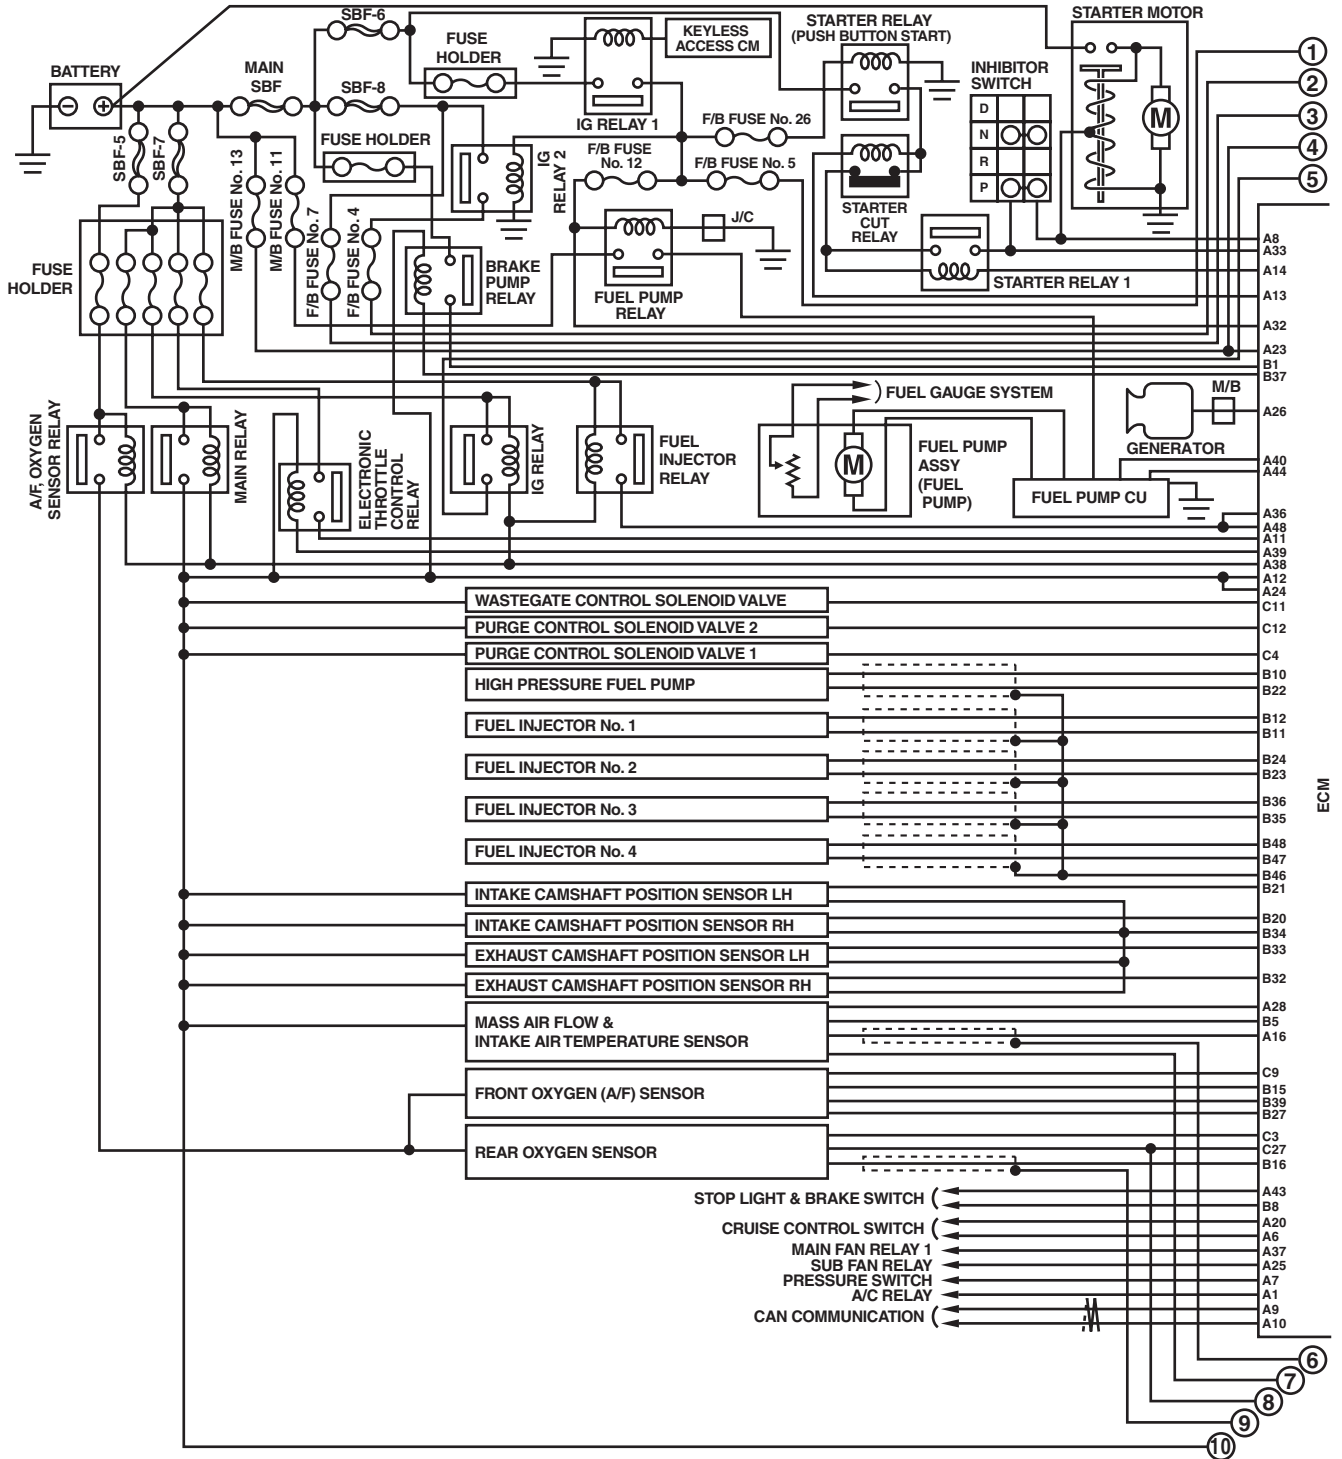 SBF-6
STARTER RELAY
(PUSH BUTTON START)
STARTER MOTOR
KEYLESS
ACCESS CM
FUSE
HOLDER
BATTERY
MAIN
SBF
SBF-8
INHIBITOR
SWITCH
1
2
3
4
5
D
N
R
P
M
IG RELAY 1
F/B FUSE No. 26
FUSE HOLDER
F/B FUSE
No. 12
F/B FUSE No. 5
SBF-5
SBF-7
M/B FUSE No. 13
M/B FUSE No. 11
F/B FUSE No. 7
F/B FUSE No. 4
IG
RELAY 2
J/C
STARTER
CUT
RELAY
FUSE
HOLDER
BRAKE
PUMP
RELAY
FUEL PUMP
RELAY
STARTER RELAY 1
A8
A33
A14
A13
A32
A23
B1
B37
A26
A40
A44
A36
A48
A11
A39
A38
A12
A24
C11
C12
C4
B10
B22
B12
B11
B24
B23
B36
B35
B48
B47
B46
B21
B20
B34
B33
B32
A28
B5
A16
C9
B15
B39
B27
C3
C27
B16
A43
B8
A20
A6
A37
A25
A7
A1
A9
A10
ECM
FUEL GAUGE SYSTEM
M/B
GENERATOR
A/F, OXYGEN
SENSOR RELAY
MAIN RELAY
ELECTRONIC
THROTTLE
CONTROL
RELAY
IG RELAY
FUEL
INJECTOR
RELAY
M
FUEL PUMP
ASSY
(FUEL
PUMP)
FUEL PUMP CU
WASTEGATE CONTROL SOLENOID VALVE
PURGE CONTROL SOLENOID VALVE 2
PURGE CONTROL SOLENOID VALVE 1
HIGH PRESSURE FUEL PUMP
FUEL INJECTOR No. 1
FUEL INJECTOR No. 2
FUEL INJECTOR No. 3
FUEL INJECTOR No. 4
INTAKE CAMSHAFT POSITION SENSOR LH
INTAKE CAMSHAFT POSITION SENSOR RH
EXHAUST CAMSHAFT POSITION SENSOR LH
EXHAUST CAMSHAFT POSITION SENSOR RH
MASS AIR FLOW &
INTAKE AIR TEMPERATURE SENSOR
FRONT OXYGEN (A/F) SENSOR
REAR OXYGEN SENSOR
STOP LIGHT & BRAKE SWITCH (
CRUISE CONTROL SWITCH (
MAIN FAN RELAY 1
SUB FAN RELAY
PRESSURE SWITCH
A/C RELAY
CAN COMMUNICATION (
6
7
8
9
10